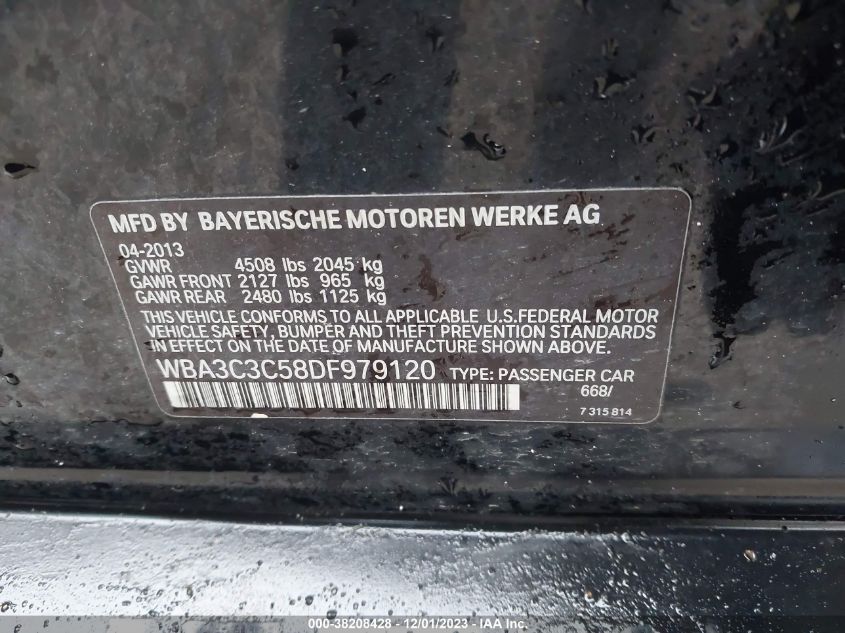 MFD BY BAYERISCHE MOTOREN WERKE AG
04-2013
GVWR 4508 lbs 2045 kg
GAWR FRONT 2127 lbs 965 kg
GAWR REAR 2480 lbs 1125 kg
THIS VEHICLE CONFORMS TO ALL APPLICABLE U.S.FEDERAL MOTOR
VEHICLE SAFETY, BUMPER AND THEFT PREVENTION STANDARDS
IN EFFECT ON THE DATE OF MANUFACTURE SHOWN ABOVE.
WBA3C3C58DF979120 TYPE: PASSENGER CAR
668/
7 315 814
000-38208428 - 12/01/2023 - IAA Inc.